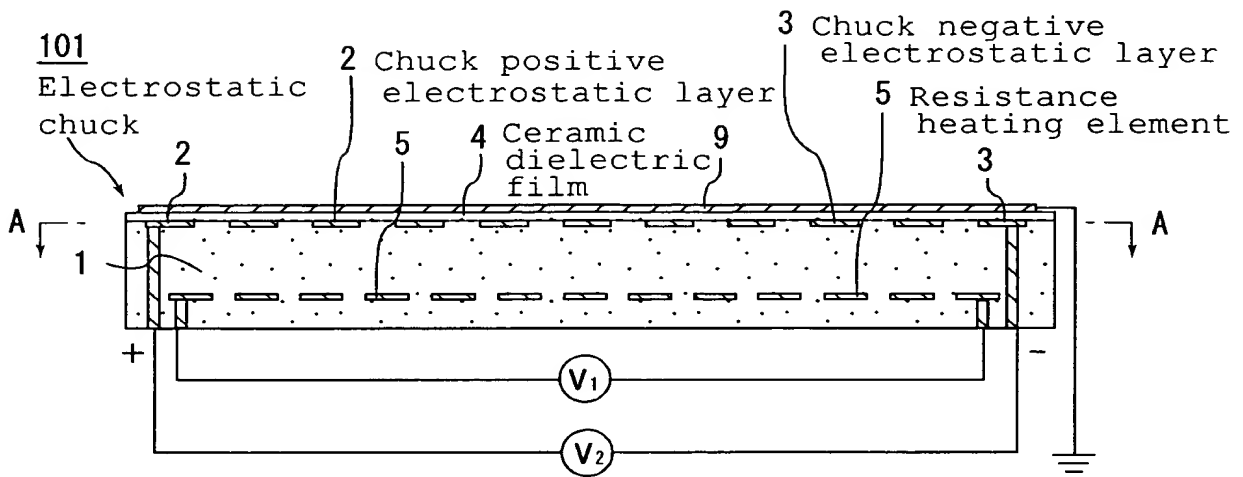 101
Electrostatic
chuck
2 Chuck positive
electrostatic layer
3 Chuck negative
electrostatic layer
5 Resistance
heating element
2
5
4 Ceramic
dielectric
film
9
3
A
A
1
5
+
-
V1
V2